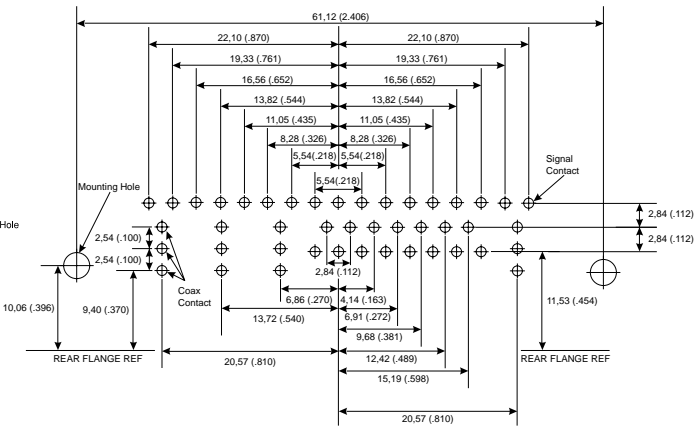 61,12 (2.406)
22,10 (.870) 22,10 (.870)
19,33 (.761) 19,33 (.761)
16,56 (.652) 16,56 (.652)
13,82 (.544) 13,82 (.544)
11,05 (.435) 11,05 (.435)
8,28 (.326) 8,28 (.326)
5,54(.218) 5,54(.218)
5,54(.218)
Signal
Contact
Mounting Hole
Hole
2,84 (.112)
2,54 (.100)
2,84 (.112)
2,54 (.100)
2,84 (.112)
Coax
Contact
6,86 (.270) 4,14 (.163)
10,06 (.396) 9,40 (.370) 11,53 (.454)
13,72 (.540) 6,91 (.272)
9,68 (.381)
REAR FLANGE REF REAR FLANGE REF
20,57 (.810) 12,42 (.489)
15,19 (.598)
20,57 (.810)